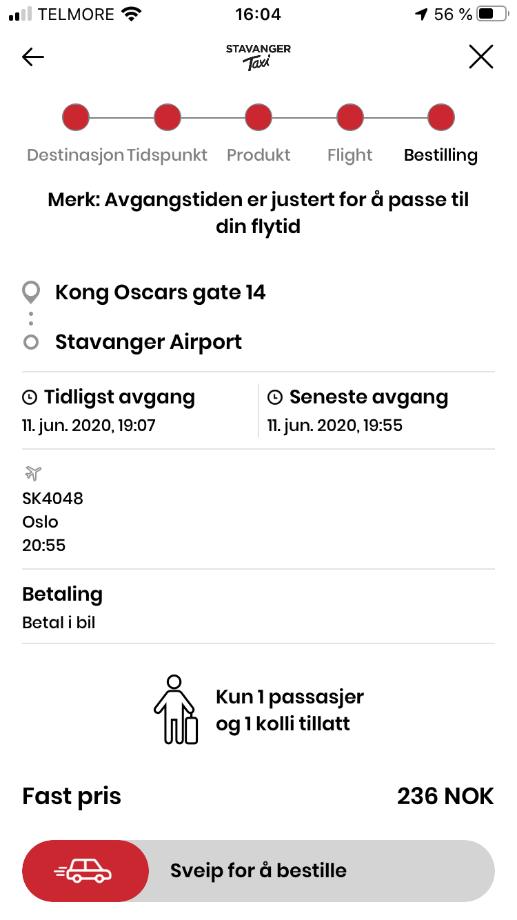 TELMORE 16:04 56 %
STAVANGER
Taxi
Destinasjon Tidspunkt Produkt Flight Bestilling
Merk: Avgangstiden er justert for å passe til
din flytid
Kong Oscars gate 14
Stavanger Airport
Tidligst avgang Seneste avgang
11. jun. 2020, 19:07 11. jun. 2020, 19:55
SK4048
Oslo
20:55
Betaling
Betal i bil
Kun 1 passasjer
og 1 kolli tillatt
Fast pris 236 NOK
Sveip for å bestille